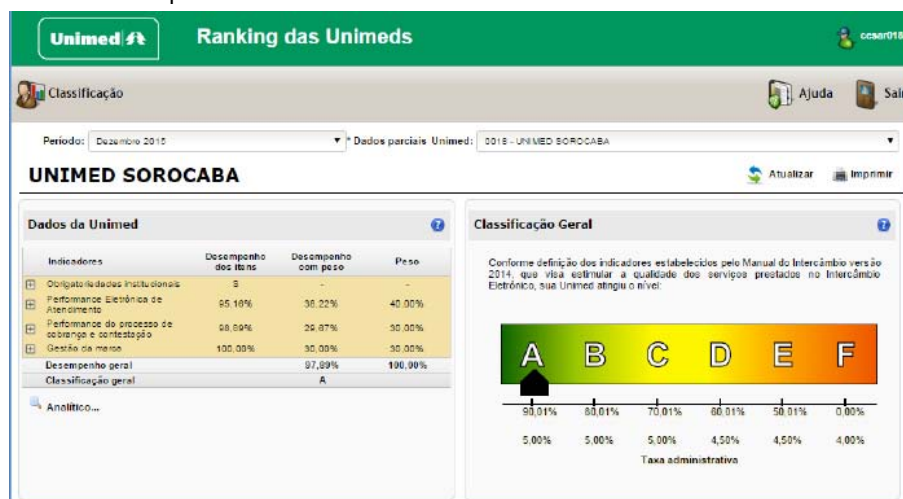 Unimed
Ranking das Unimeds
cesar018
Classificação
Ajuda
Sair
Período: Dezembro 2015 * Dados parciais Unimed: 0018 - UNIMED SOROCABA
UNIMED SOROCABA
Atualizar
Imprimir
Dados da Unimed
Indicadores Desempenho dos itens Desempenho com peso Peso
Obrigatoriedades Institucionais S - -
Performance Eletrônica de
Atendimento 95,16% 38,22% 40,00%
Performance do processo de
cobrança e contestação 98,89% 29,67% 30,00%
Gestão da marca 100,00% 30,00% 30,00%
Desempenho geral 97,89% 100,00%
Classificação geral A
Analítico...
Classificação Geral
Conforme definição dos indicadores estabelecidos pelo Manual do Intercâmbio versão
2014, que visa estimular a qualidade dos serviços prestados no Intercâmbio
Eletrônico, sua Unimed atingiu o nível:
A B C D E F
90,01% 80,01% 70,01% 60,01% 50,01% 0,00%
5,00% 5,00% 5,00% 4,50% 4,50% 4,00%
Taxa administrativa